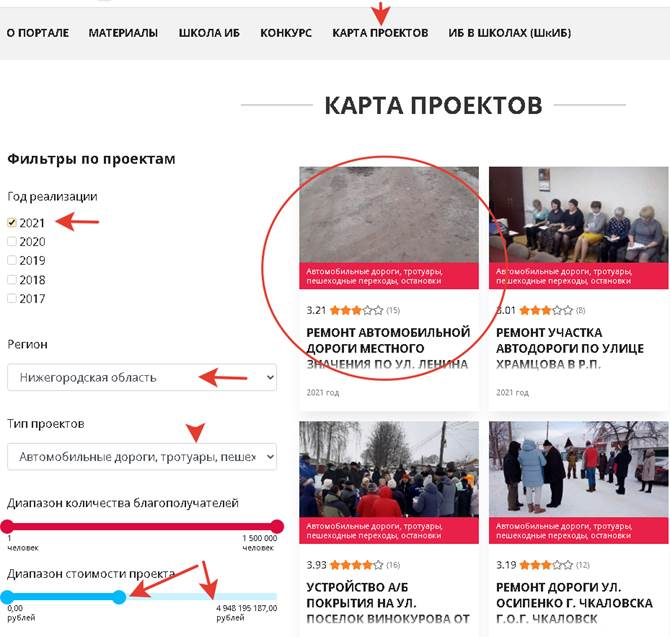 О ПОРТАЛЕ МАТЕРИАЛЫ ШКОЛА ИБ КОНКУРС КАРТА ПРОЕКТОВ ИБ В ШКОЛАХ (ШкИБ)
КАРТА ПРОЕКТОВ
Фильтры по проектам
Год реализации
2021
2020
2019
2018
2017
Регион
Нижегородская область
Тип проектов
Автомобильные дороги, тротуары, пешех
Диапазон количества благополучателей
1 1 500 000
человек человек
Диапазон стоимости проекта
0,00 4 948 195 187,00
рублей рублей
Автомобильные дороги, тротуары,
пешеходные переходы, остановки
3.21 (15)
РЕМОНТ АВТОМОБИЛЬНОЙ
ДОРОГИ МЕСТНОГО
ЗНАЧЕНИЯ ПО УЛ. ЛЕНИНА
2021 год
Автомобильные дороги, тротуары,
пешеходные переходы, остановки
3.01 (8)
РЕМОНТ УЧАСТКА
АВТОДОРОГИ ПО УЛИЦЕ
ХРАМЦОВА В Р.П.
2021 год
Автомобильные дороги, тротуары,
пешеходные переходы, остановки
3.93 (16)
УСТРОЙСТВО А/Б
ПОКРЫТИЯ НА УЛ.
ПОСЕЛОК ВИНОКУРОВА ОТ
Автомобильные дороги, тротуары,
пешеходные переходы, остановки
3.19 (12)
РЕМОНТ ДОРОГИ УЛ.
ОСИПЕНКО Г. ЧКАЛОВСКА
Г.О.Г. ЧКАЛОВСК